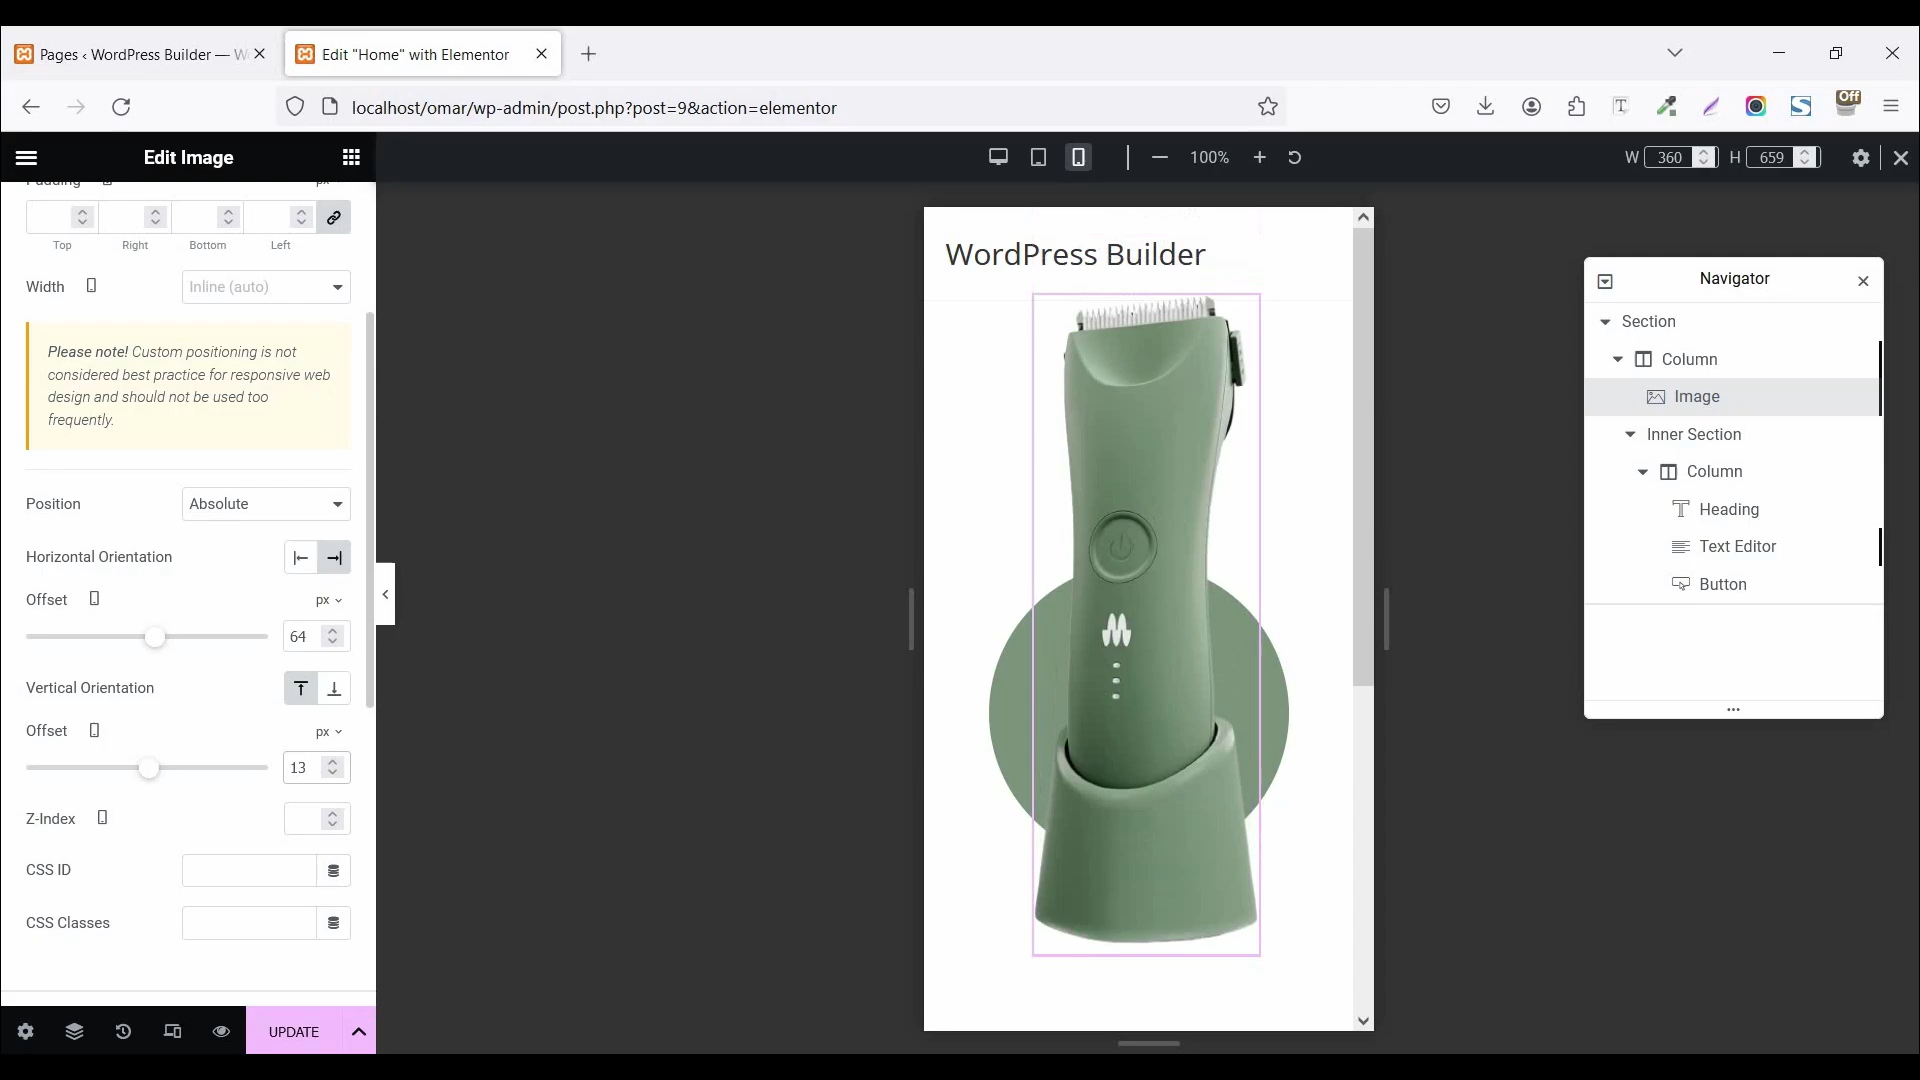 Pages ‹ WordPress Builder — W
Edit "Home" with Elementor
localhost/omar/wp-admin/post.php?post=9&action=elementor
Off
Edit Image
100%
W 360
H 659
Padding
px
Top
Right
Bottom
Left
Width
Inline (auto)
Please note! Custom positioning is not
considered best practice for responsive web
design and should not be used too
frequently.
Position
Absolute
Horizontal Orientation
Offset
px
64
Vertical Orientation
Offset
px
13
Z-Index
CSS ID
CSS Classes
UPDATE
WordPress Builder
Navigator
Section
Column
Image
Inner Section
Column
Heading
Text Editor
Button